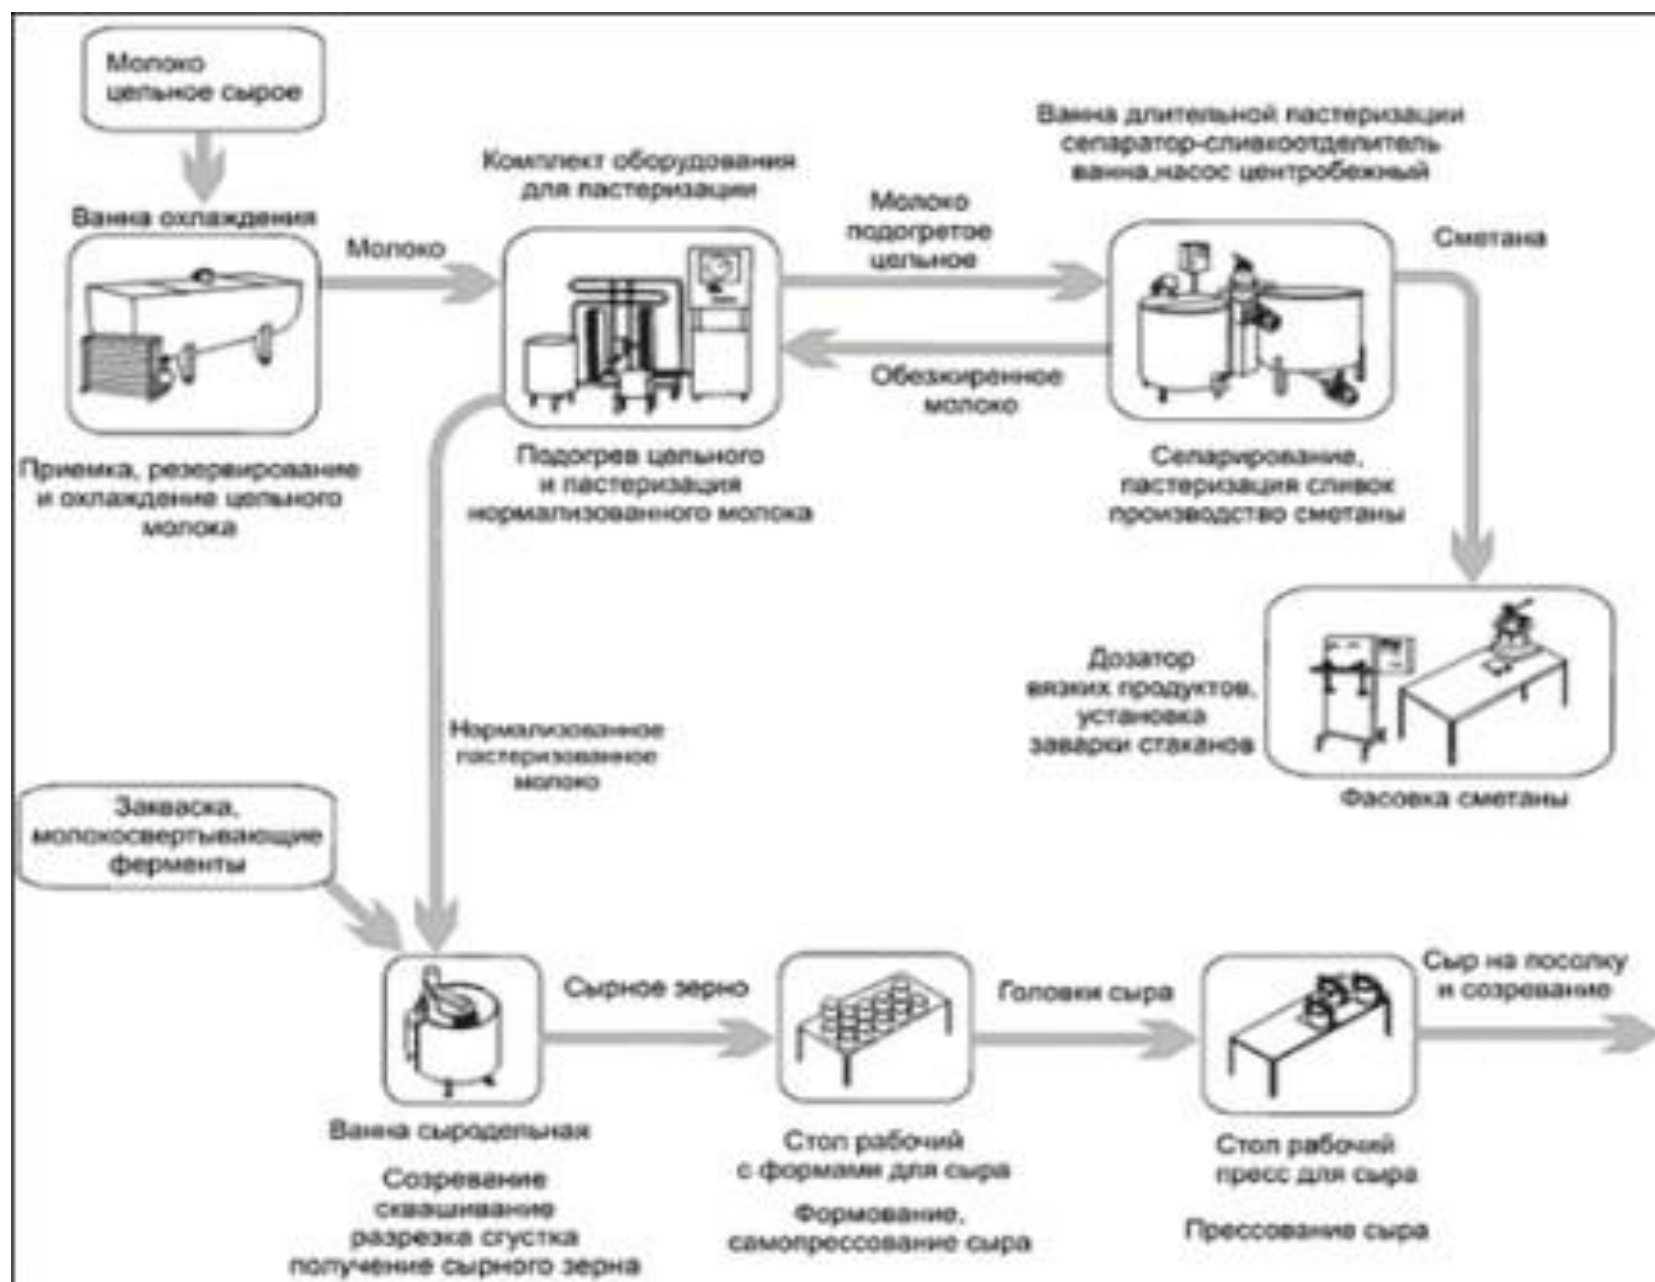 Молоко
цельное сырое
Ванна охлаждения
Приемка, резервирование
и охлаждение цельного
молока
Молоко
Комплект оборудования
для пастеризации
Подогрев цельного
и пастеризация
нормализованного молока
Молоко
подогретое
цельное
Обезжиренное
молоко
Ванна длительной пастеризации
сепаратор-сливкоотделитель
ванна,насос центробежный
Сепарирование,
пастеризация сливок
производство сметаны
Сметана
Дозатор
вязких продуктов,
установка
заварки стаканов
Фасовка сметаны
Нормализованное
пастеризованное
молоко
Закваска,
молокосвертывающие
ферменты
Ванна сыродельная
Созревание
сквашивание
разрезка сгустка
получение сырного зерна
Сырное зерно
Стол рабочий
с формами для сыра
Формование,
самопрессование сыра
Головки сыра
Стол рабочий
пресс для сыра
Прессование сыра
Сыр на посолку
и созревание